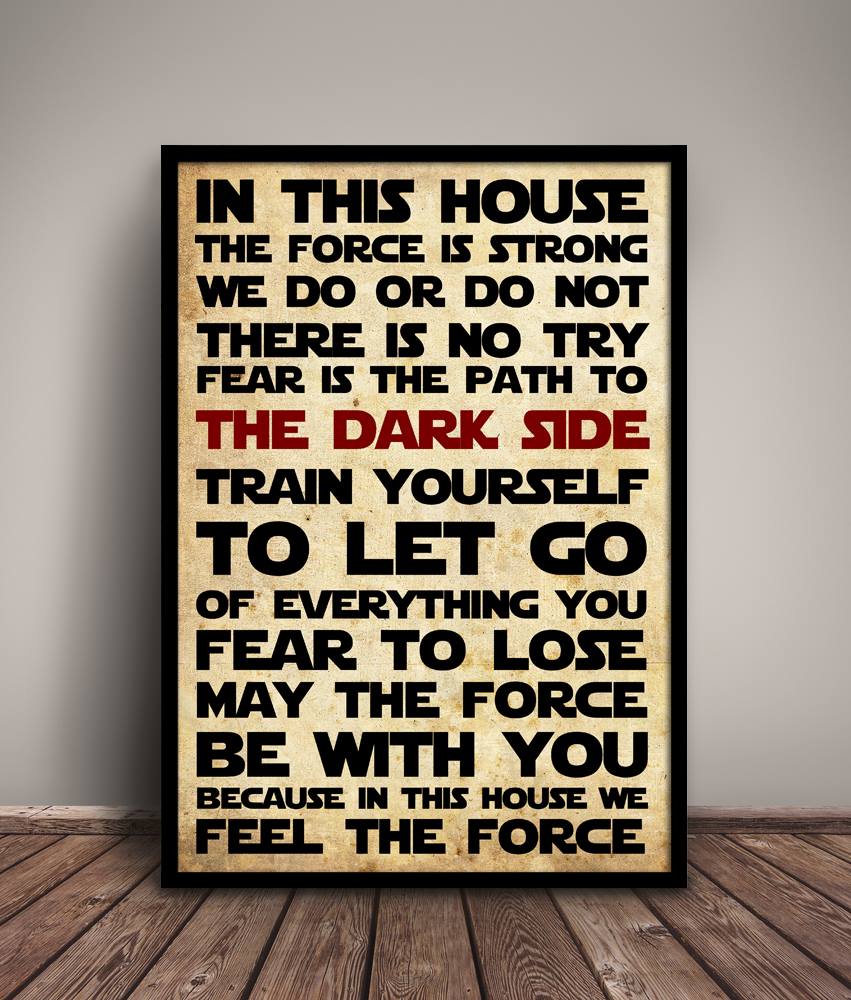 IN THIS HOUSE
THE FORCE IS STRONG
WE DO OR DO NOT
THERE IS NO TRY
FEAR IS THE PATH TO
THE DARK SIDE
TRAIN YOURSELF
TO LET GO
OF EVERYTHING YOU
FEAR TO LOSE
MAY THE FORCE
BE WITH YOU
BECAUSE IN THIS HOUSE WE
FEEL THE FORCE